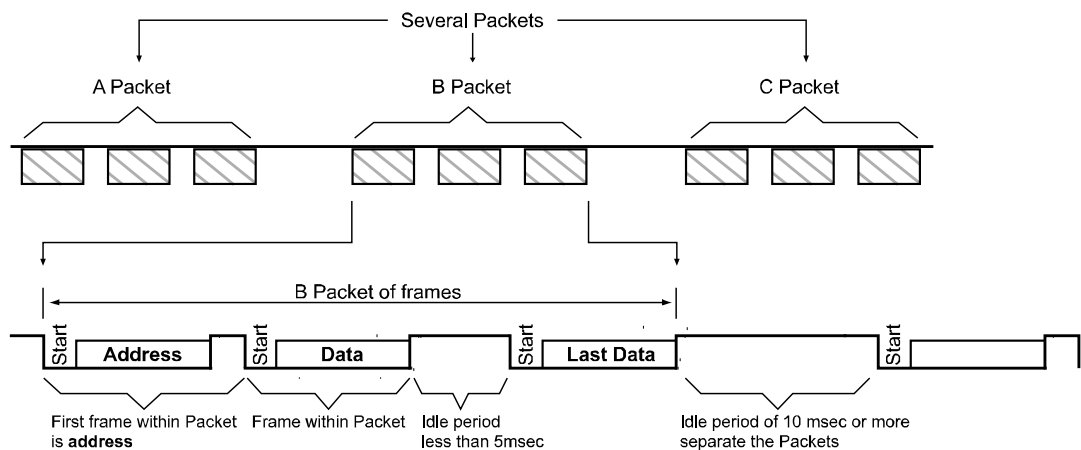 Several Packets
A Packet
B Packet
C Packet
B Packet of frames
Start
Address
Start
Data
Start
Last Data
Start
First frame within Packet
is address
Frame within Packet
Idle period
less than 5msec
Idle period of 10 msec or more
separate the Packets